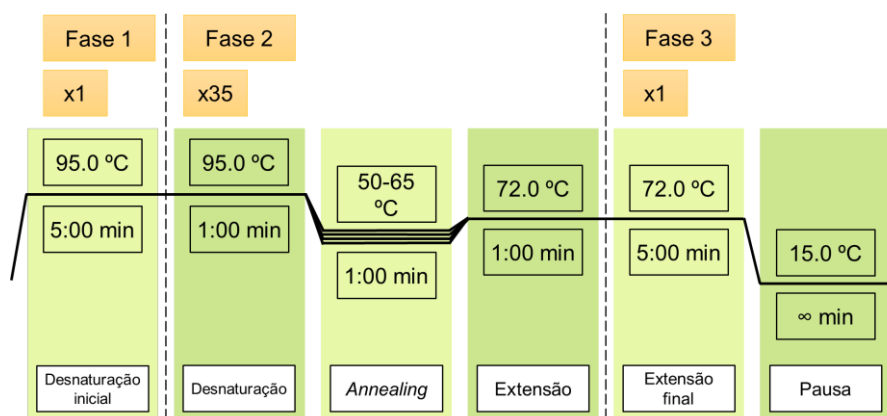 Fase 1
Fase 2
Fase 3
x1
x35
x1
95.0 ºC
5:00 min
Desnaturação
inicial
95.0 ºC
1:00 min
Desnaturação
50-65
ºC
1:00 min
Annealing
72.0 ºC
1:00 min
Extensão
72.0 ºC
5:00 min
Extensão
final
15.0 ºC
∞ min
Pausa